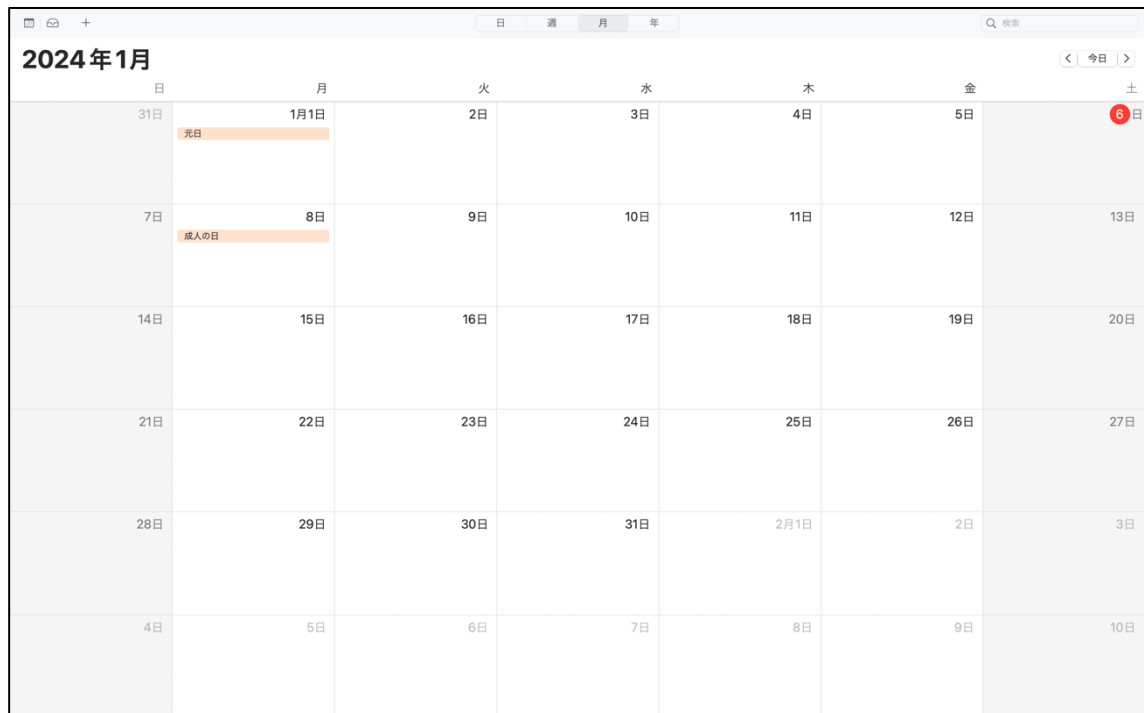 日 週 月 年 検索
2024年1月 今日
日 月 火 水 木 金 土
31日 1月1日 2日 3日 4日 5日 6日
元日
7日 8日 9日 10日 11日 12日 13日
成人の日
14日 15日 16日 17日 18日 19日 20日
21日 22日 23日 24日 25日 26日 27日
28日 29日 30日 31日 2月1日 2日 3日
4日 5日 6日 7日 8日 9日 10日